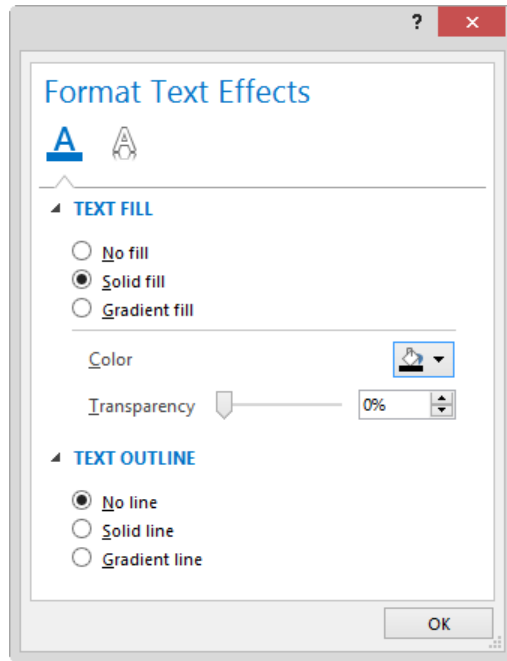 ?
Format Text Effects
A A
TEXT FILL
No fill
Solid fill
Gradient fill
Color
Transparency 0%
TEXT OUTLINE
No line
Solid line
Gradient line
OK